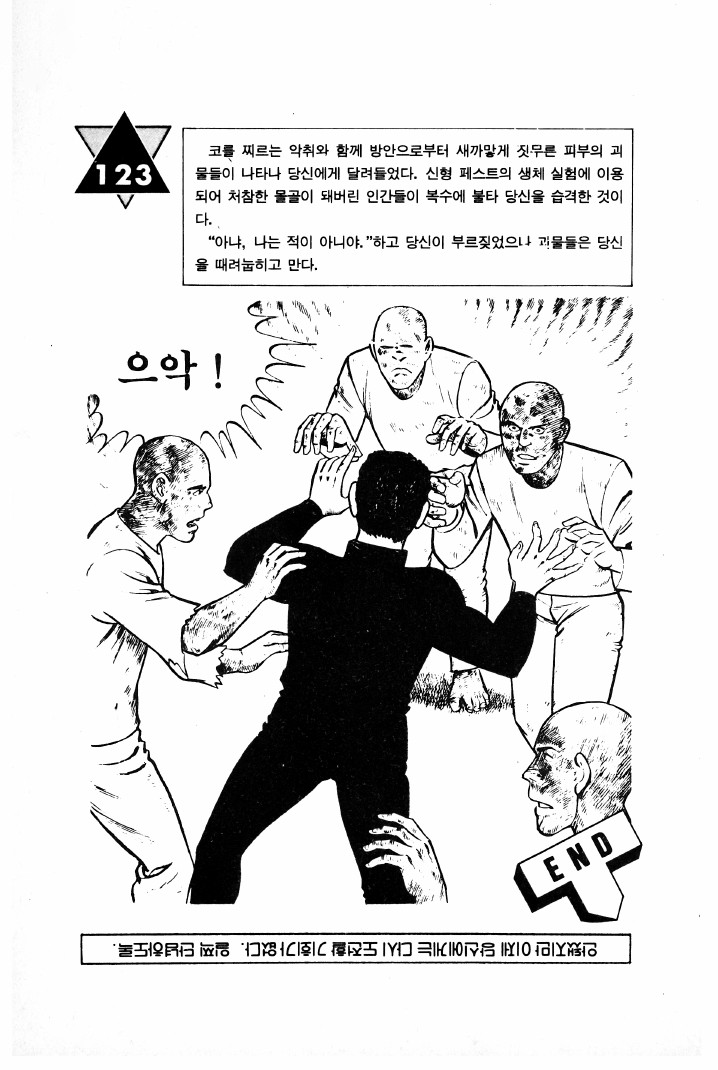 123
코를 찌르는 악취와 함께 방안으로부터 새까맣게 짓무른 피부의 괴
물들이 나타나 당신에게 달려들었다. 신형 페스트의 생체 실험에 이용
되어 처참한 몰골이 돼버린 인간들이 복수에 불타 당신을 습격한 것이
다.
“아냐, 나는 적이 아니야.”하고 당신이 부르짖었으나 괴물들은 당신
을 때려눕히고 만다.
으악!
END
안됐지만 이제 당신에게는 다시 도전할 기회가 없다. 일찍 단념하도록.